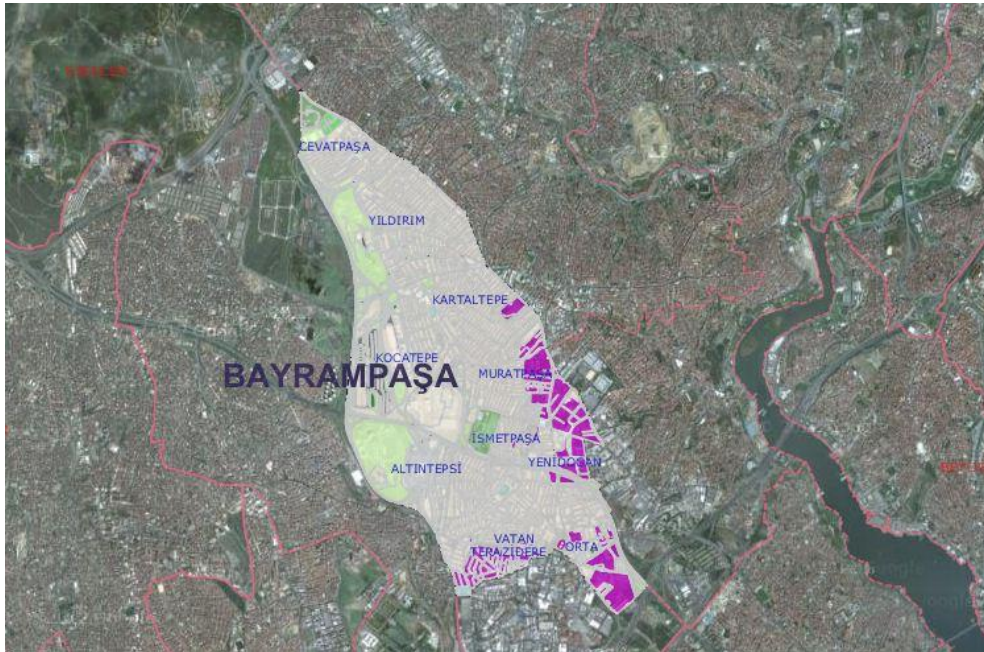 CEVATPAŞA
YILDIRIM
KARTALTEPE
KOCATEPE
BAYRAMPAŞA
MURATPAŞA
İSMETPAŞA
YENİDOĞAN
ALTINTEPSİ
VATAN
TERAZİDERE
ORTA